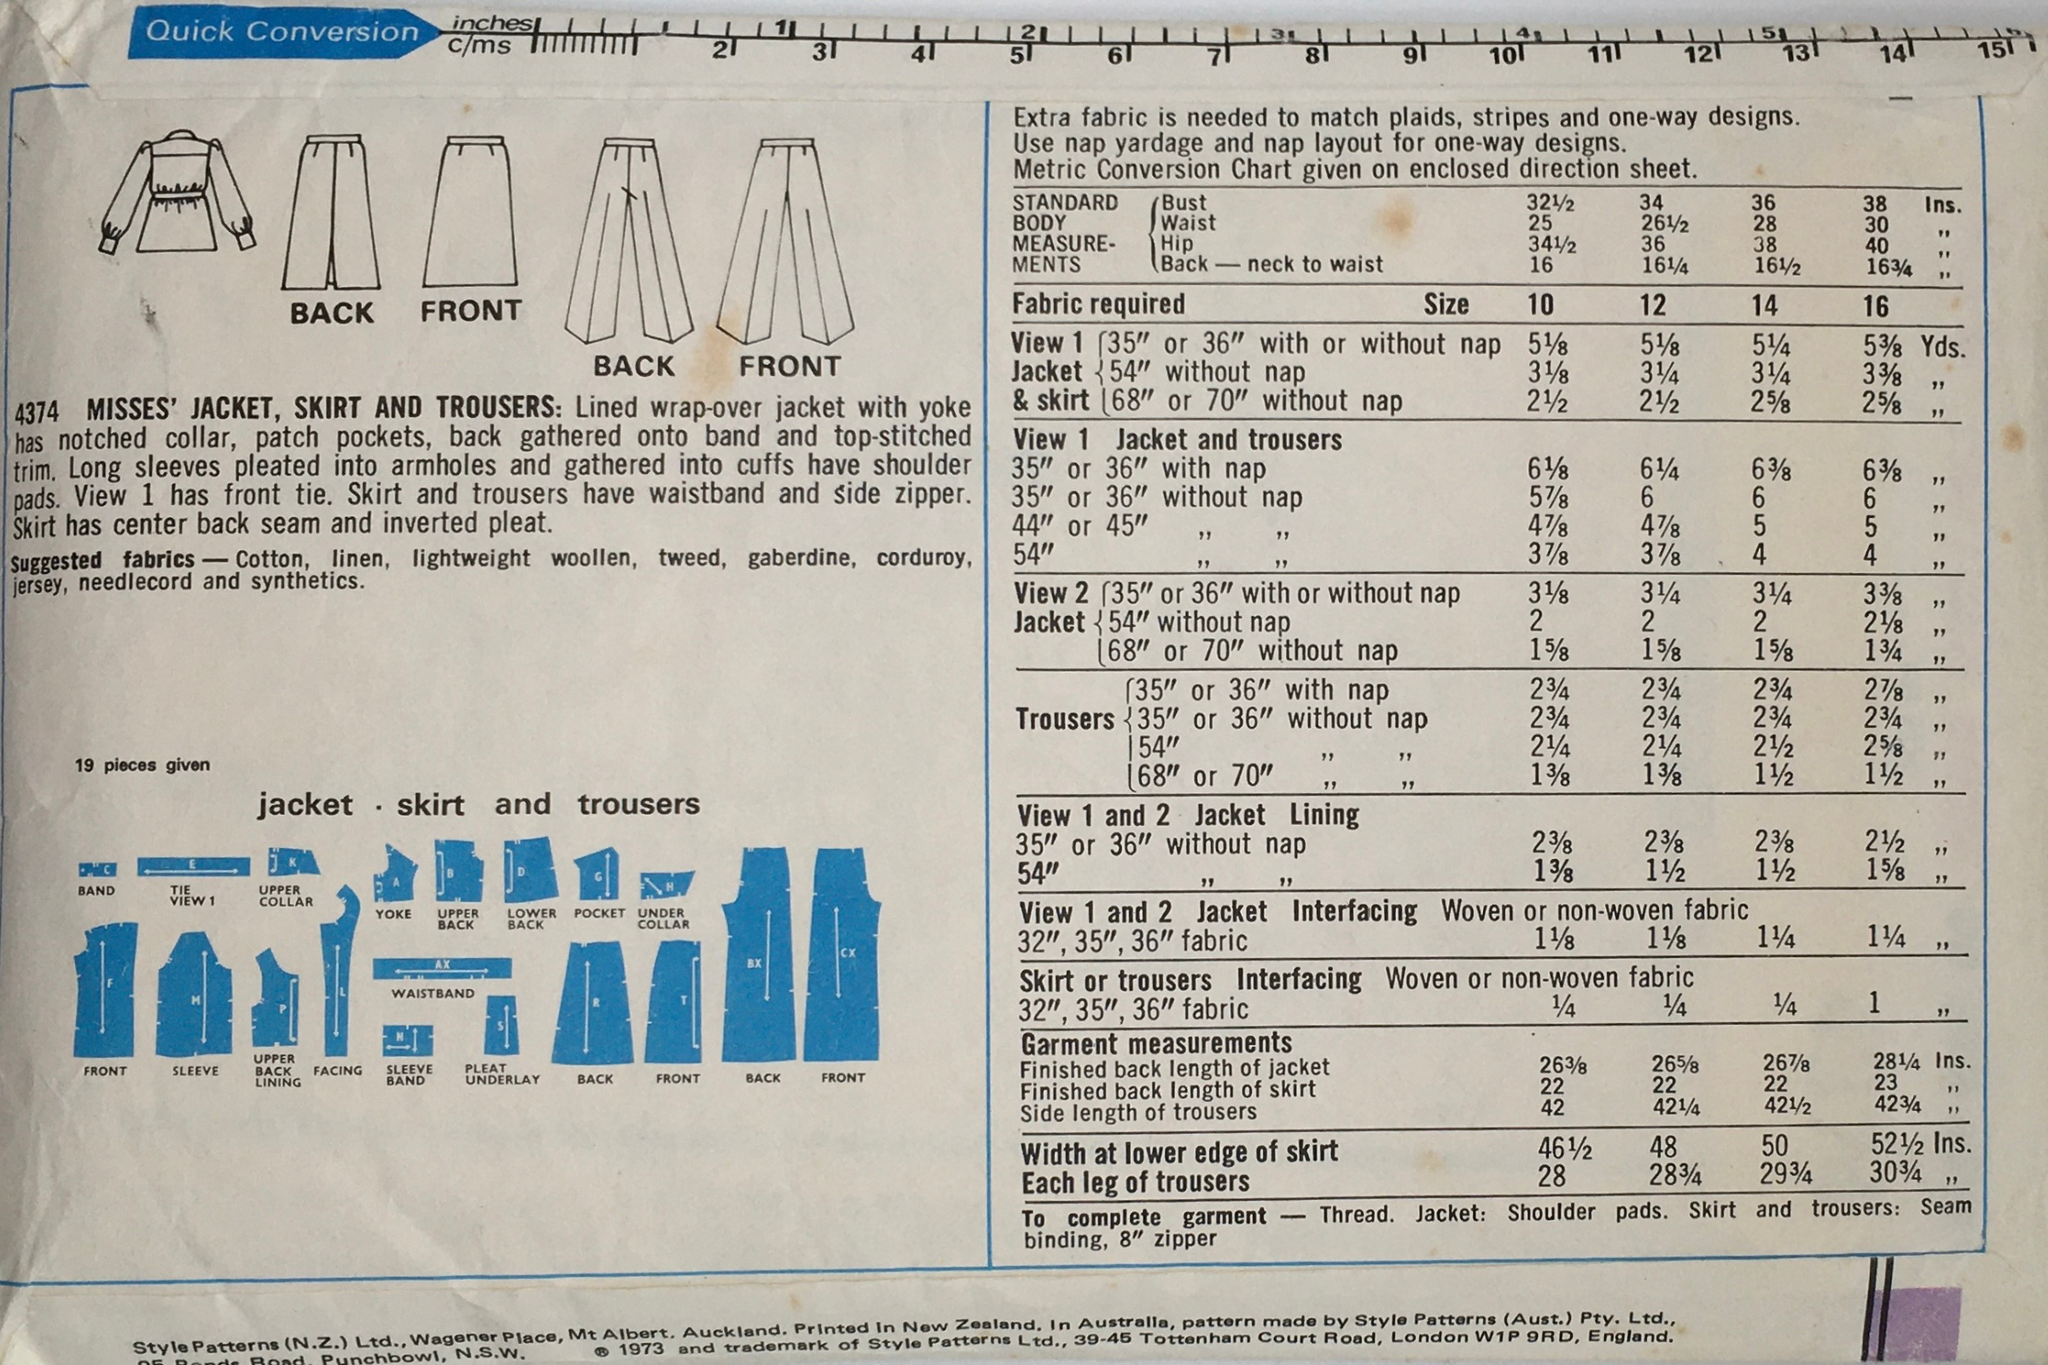 Quick Conversion inches
c/ms
1 2 3 4 5
2 3 4 5 6 7 8 9 10 11 12 13 14 15
BACK FRONT
BACK FRONT
4374 MISSES' JACKET, SKIRT AND TROUSERS: Lined wrap-over jacket with yoke
has notched collar, patch pockets, back gathered onto band and top-stitched
trim. Long sleeves pleated into armholes and gathered into cuffs have shoulder
pads. View 1 has front tie. Skirt and trousers have waistband and side zipper.
Skirt has center back seam and inverted pleat.
Suggested fabrics — Cotton, linen, lightweight woollen, tweed, gaberdine, corduroy,
jersey, needlecord and synthetics.
19 pieces given
jacket · skirt and trousers
C E K A B D G H
BAND TIE VIEW 1 UPPER COLLAR YOKE UPPER BACK LOWER BACK POCKET UNDER COLLAR
F M P L AX N S R T BX CX
WAISTBAND
FRONT SLEEVE UPPER BACK LINING FACING SLEEVE BAND PLEAT UNDERLAY BACK FRONT BACK FRONT
Extra fabric is needed to match plaids, stripes and one-way designs.
Use nap yardage and nap layout for one-way designs.
Metric Conversion Chart given on enclosed direction sheet.
STANDARD Bust 32½ 34 36 38 Ins.
BODY Waist 25 26½ 28 30 ,,
MEASURE- Hip 34½ 36 38 40 ,,
MENTS Back — neck to waist 16 16¼ 16½ 16¾ ,,
Fabric required Size 10 12 14 16
View 1 35" or 36" with or without nap 5⅛ 5⅛ 5¼ 5⅜ Yds.
Jacket 54" without nap 3⅛ 3¼ 3¼ 3⅜ ,,
& skirt 68" or 70" without nap 2½ 2½ 2⅝ 2⅝ ,,
View 1 Jacket and trousers
35" or 36" with nap 6⅛ 6¼ 6⅜ 6⅜ ,,
35" or 36" without nap 5⅞ 6 6 6 ,,
44" or 45" ,, ,, 4⅞ 4⅞ 5 5 ,,
54" ,, ,, 3⅞ 3⅞ 4 4 ,,
View 2 35" or 36" with or without nap 3⅛ 3¼ 3¼ 3⅜ ,,
Jacket 54" without nap 2 2 2 2⅛ ,,
68" or 70" without nap 1⅝ 1⅝ 1⅝ 1¾ ,,
35" or 36" with nap 2¾ 2¾ 2¾ 2⅞ ,,
Trousers 35" or 36" without nap 2¾ 2¾ 2¾ 2¾ ,,
54" ,, ,, 2¼ 2¼ 2½ 2⅝ ,,
68" or 70" ,, ,, 1⅜ 1⅜ 1½ 1½ ,,
View 1 and 2 Jacket Lining
35" or 36" without nap 2⅜ 2⅜ 2⅜ 2½ ,,
54" ,, ,, 1⅜ 1½ 1½ 1⅝ ,,
View 1 and 2 Jacket Interfacing Woven or non-woven fabric
32", 35", 36" fabric 1⅛ 1⅛ 1¼ 1¼ ,,
Skirt or trousers Interfacing Woven or non-woven fabric
32", 35", 36" fabric ¼ ¼ ¼ 1 ,,
Garment measurements
Finished back length of jacket 26⅜ 26⅝ 26⅞ 28¼ Ins.
Finished back length of skirt 22 22 22 23 ,,
Side length of trousers 42 42¼ 42½ 42¾ ,,
Width at lower edge of skirt 46½ 48 50 52½ Ins.
Each leg of trousers 28 28¾ 29¾ 30¾ ,,
To complete garment — Thread. Jacket: Shoulder pads. Skirt and trousers: Seam
binding, 8" zipper
Style Patterns (N.Z.) Ltd., Wagener Place, Mt Albert, Auckland. Printed in New Zealand. In Australia, pattern made by Style Patterns (Aust.) Pty. Ltd.,
Road, Punchbowl, N.S.W. ® 1973 and trademark of Style Patterns Ltd., 39-45 Tottenham Court Road, London W1P 9RD, England.